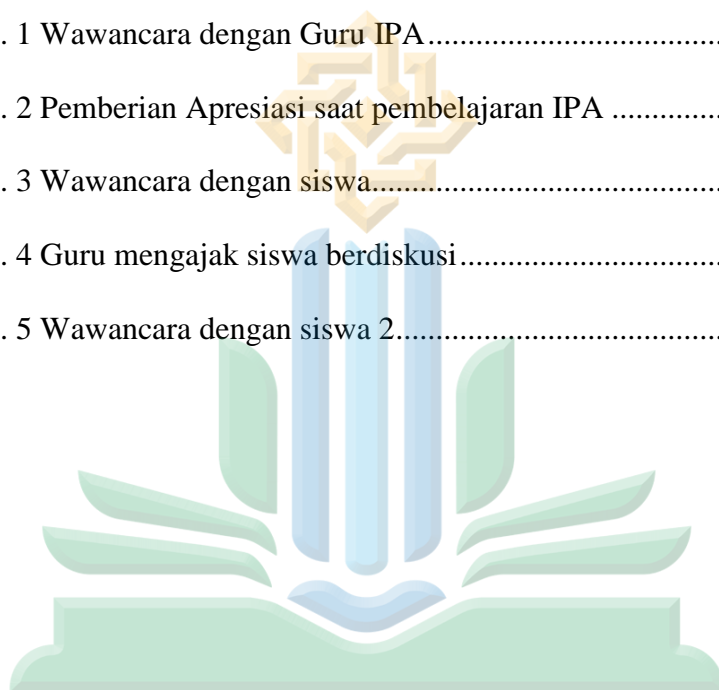 . 1 Wawancara dengan Guru IPA........................................
. 2 Pemberian Apresiasi saat pembelajaran IPA ..............
. 3 Wawancara dengan siswa.............................................
. 4 Guru mengajak siswa berdiskusi..................................
. 5 Wawancara dengan siswa 2..........................................